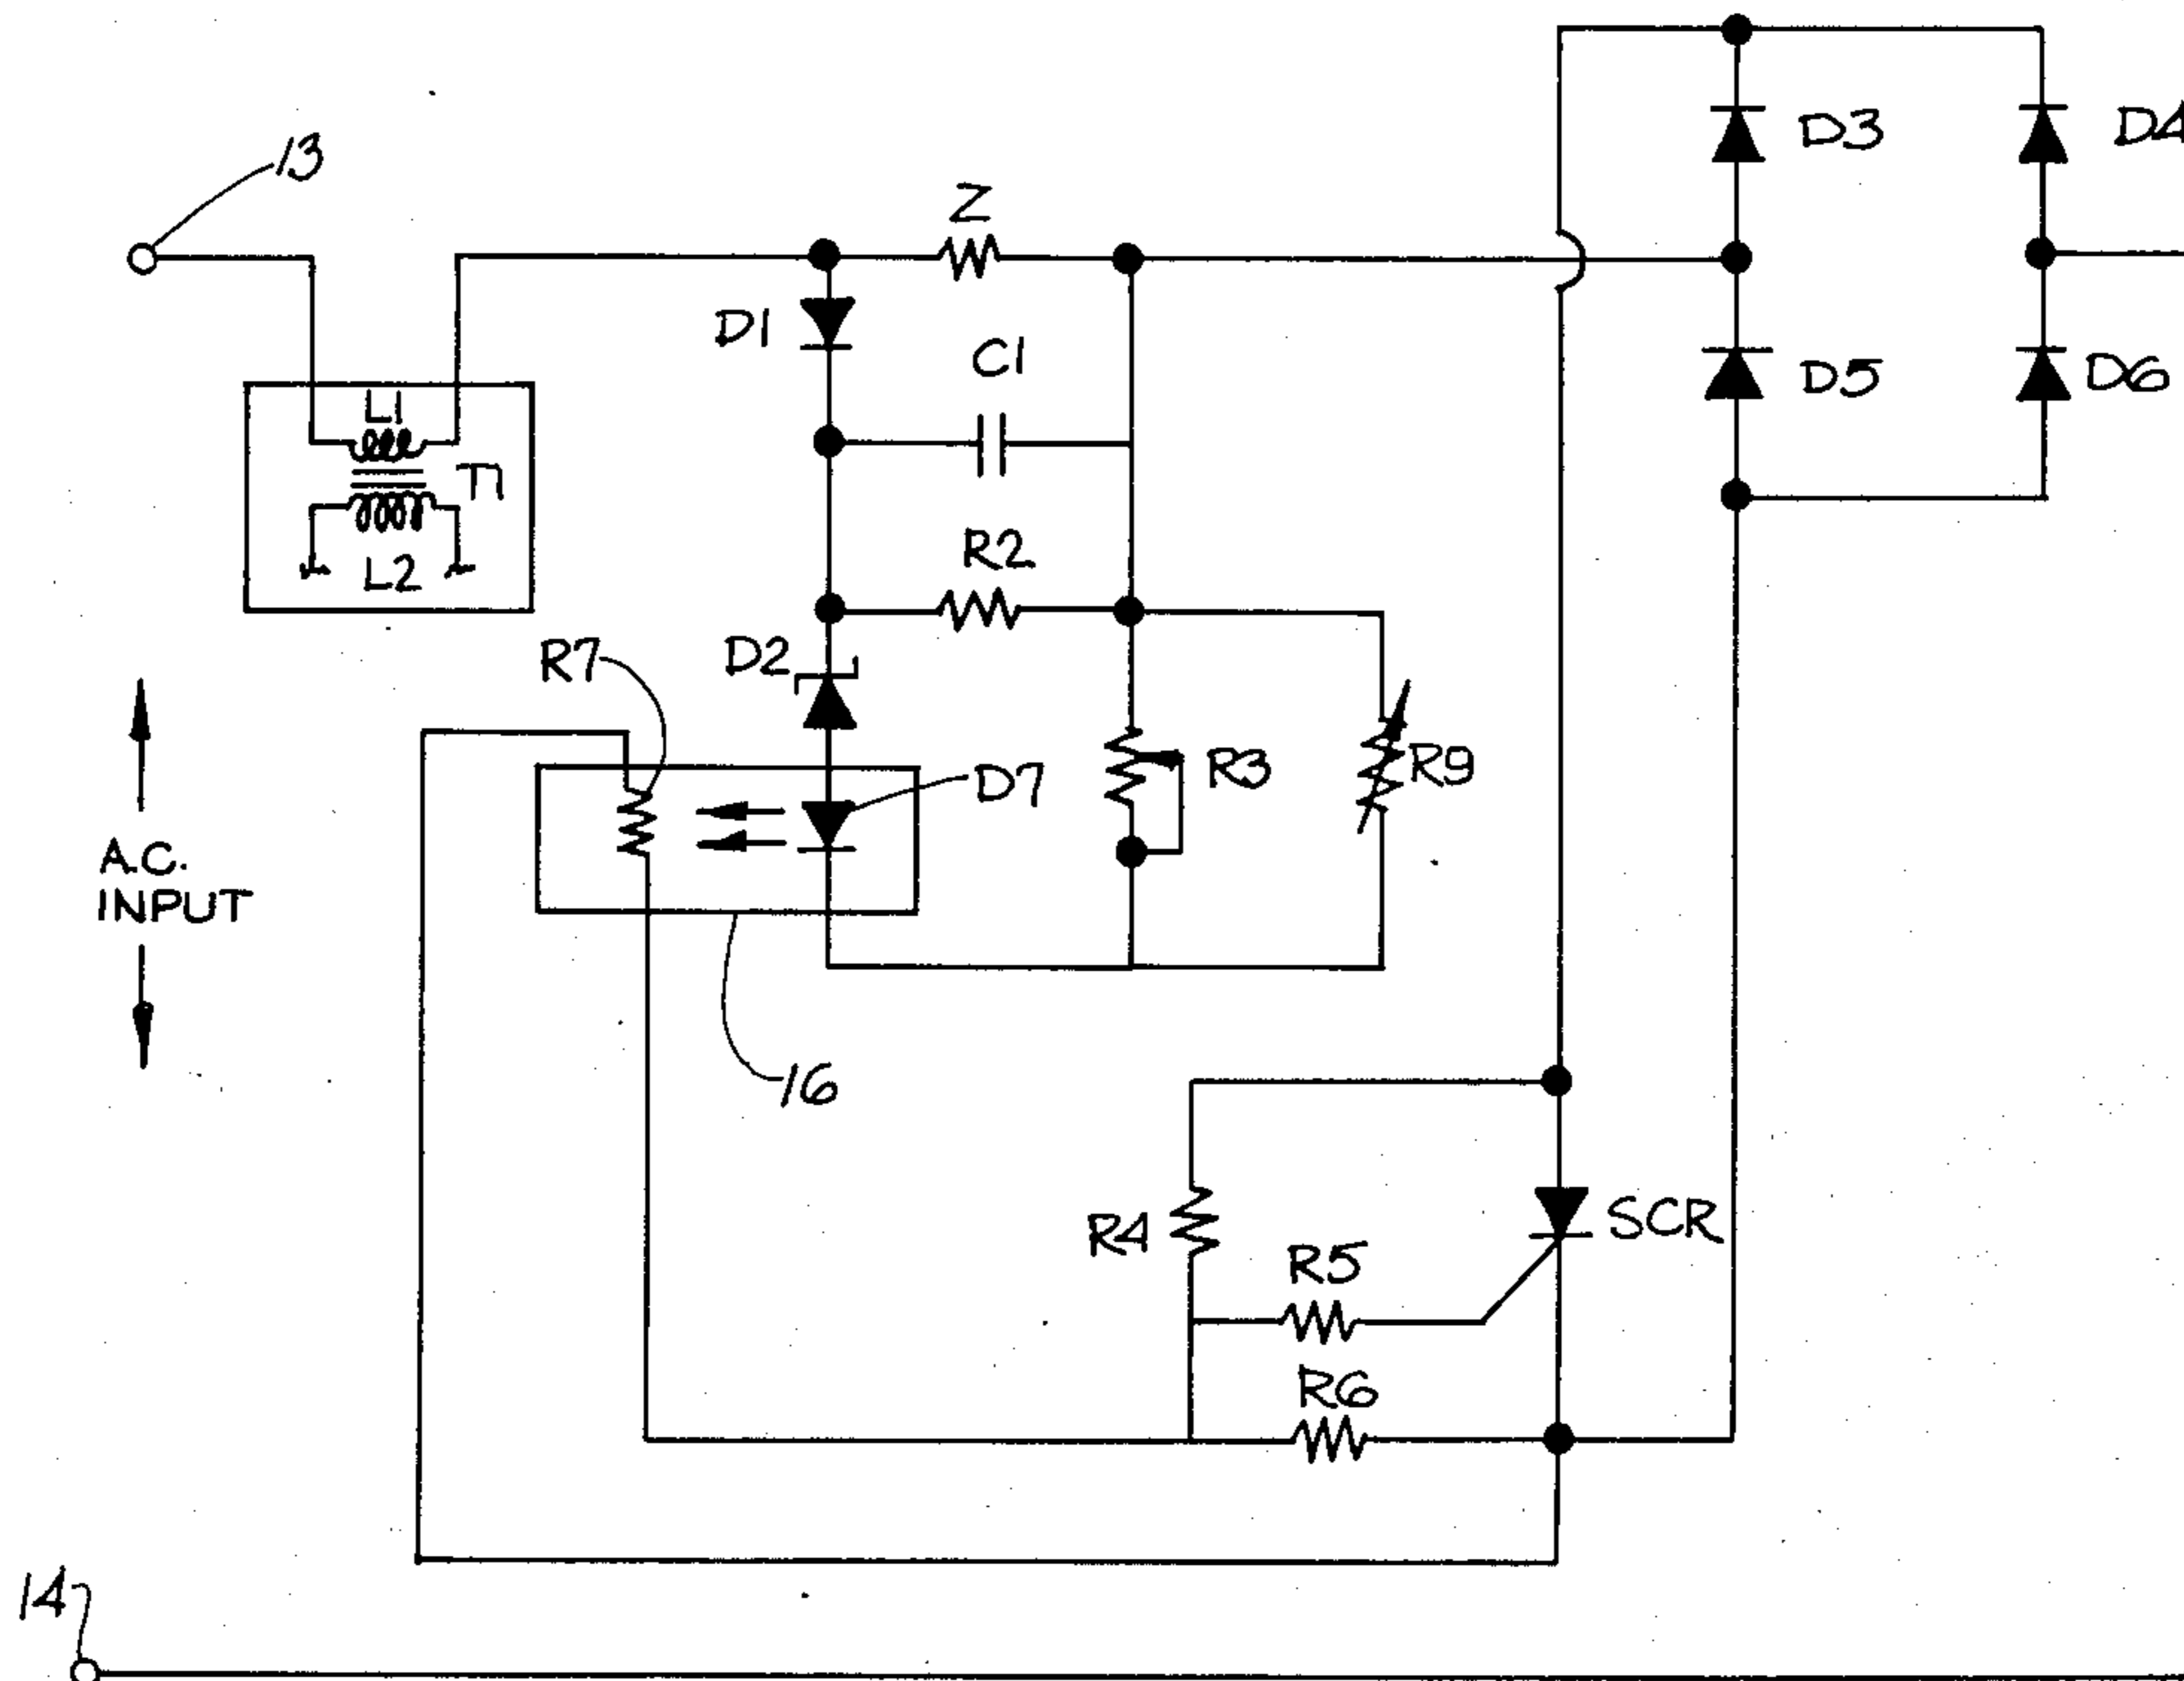 13
Z
D3
D4
D1
C1
D5
D6
L1
T1
L2
R2
R7
D2
D7
R3
R9
A.C.
INPUT
16
R4
SCR
R5
R6
14